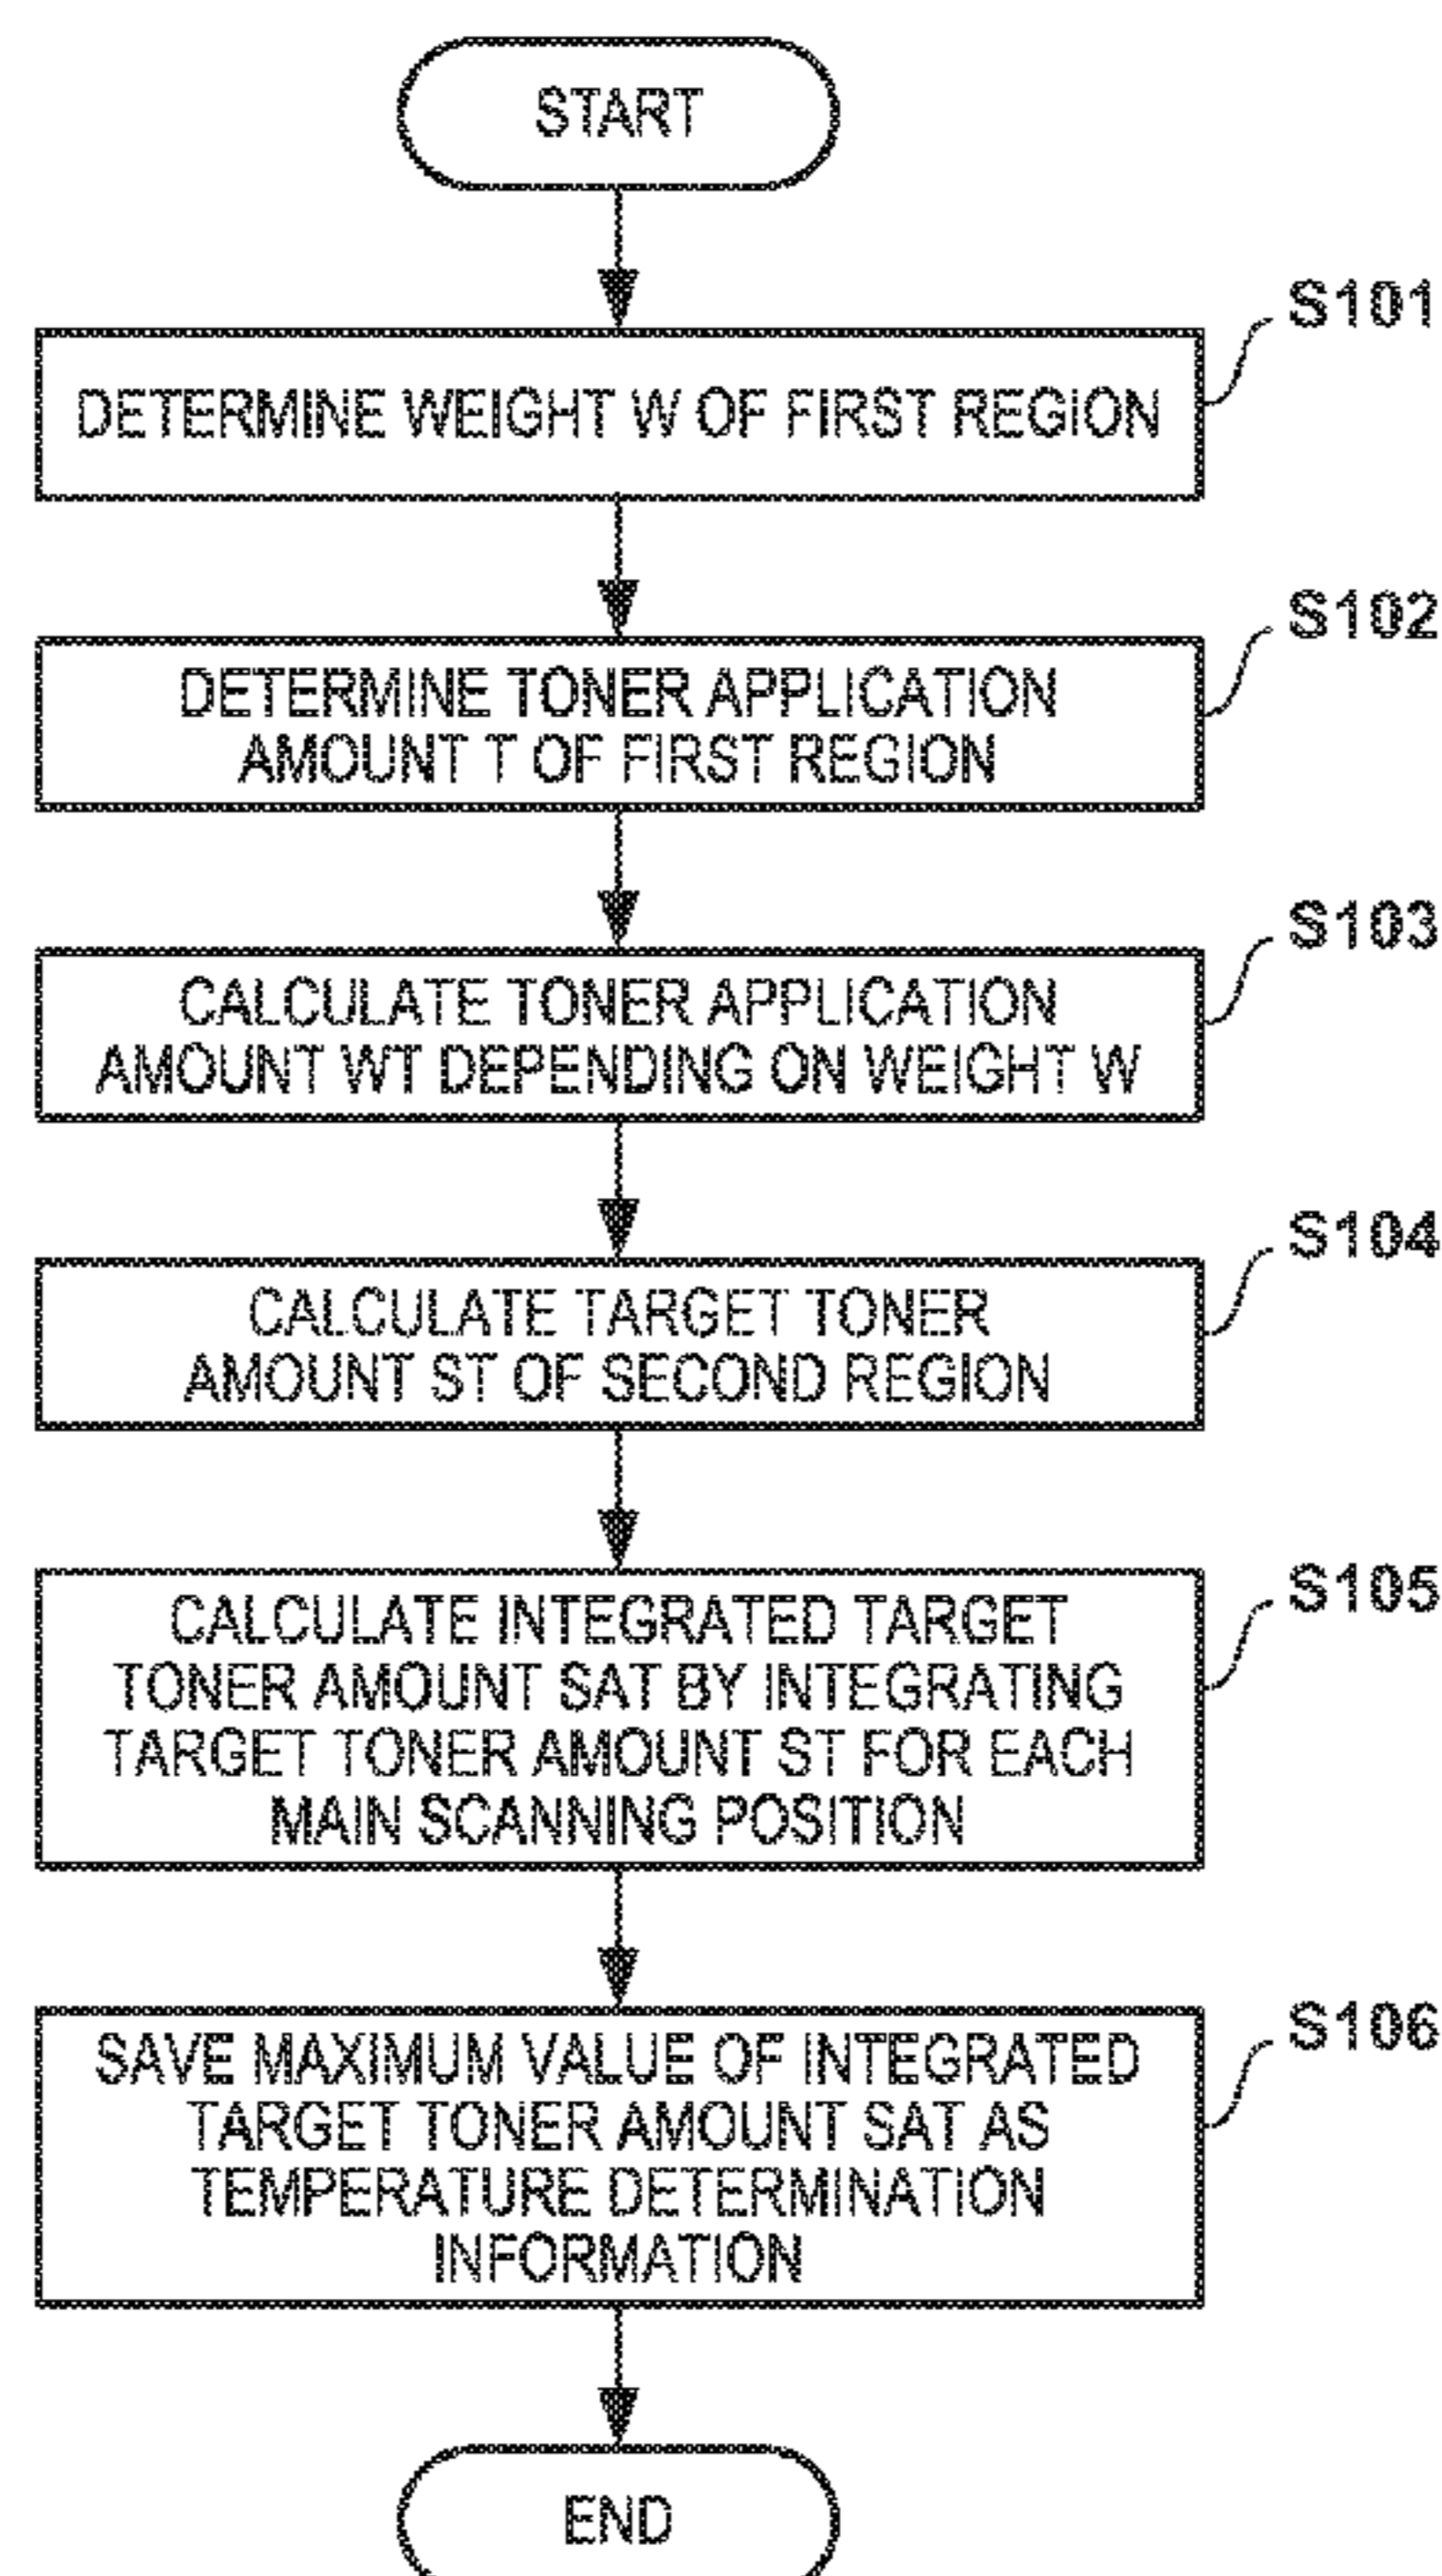 START
S101
DETERMINE WEIGHT W OF FIRST REGION
S102
DETERMINE TONER APPLICATION
AMOUNT T OF FIRST REGION
S103
CALCULATE TONER APPLICATION
AMOUNT WT DEPENDING ON WEIGHT W
S104
CALCULATE TARGET TONER
AMOUNT ST OF SECOND REGION
S105
CALCULATE INTEGRATED TARGET
TONER AMOUNT SAT BY INTEGRATING
TARGET TONER AMOUNT ST FOR EACH
MAIN SCANNING POSITION
S106
SAVE MAXIMUM VALUE OF INTEGRATED
TARGET TONER AMOUNT SAT AS
TEMPERATURE DETERMINATION
INFORMATION
END